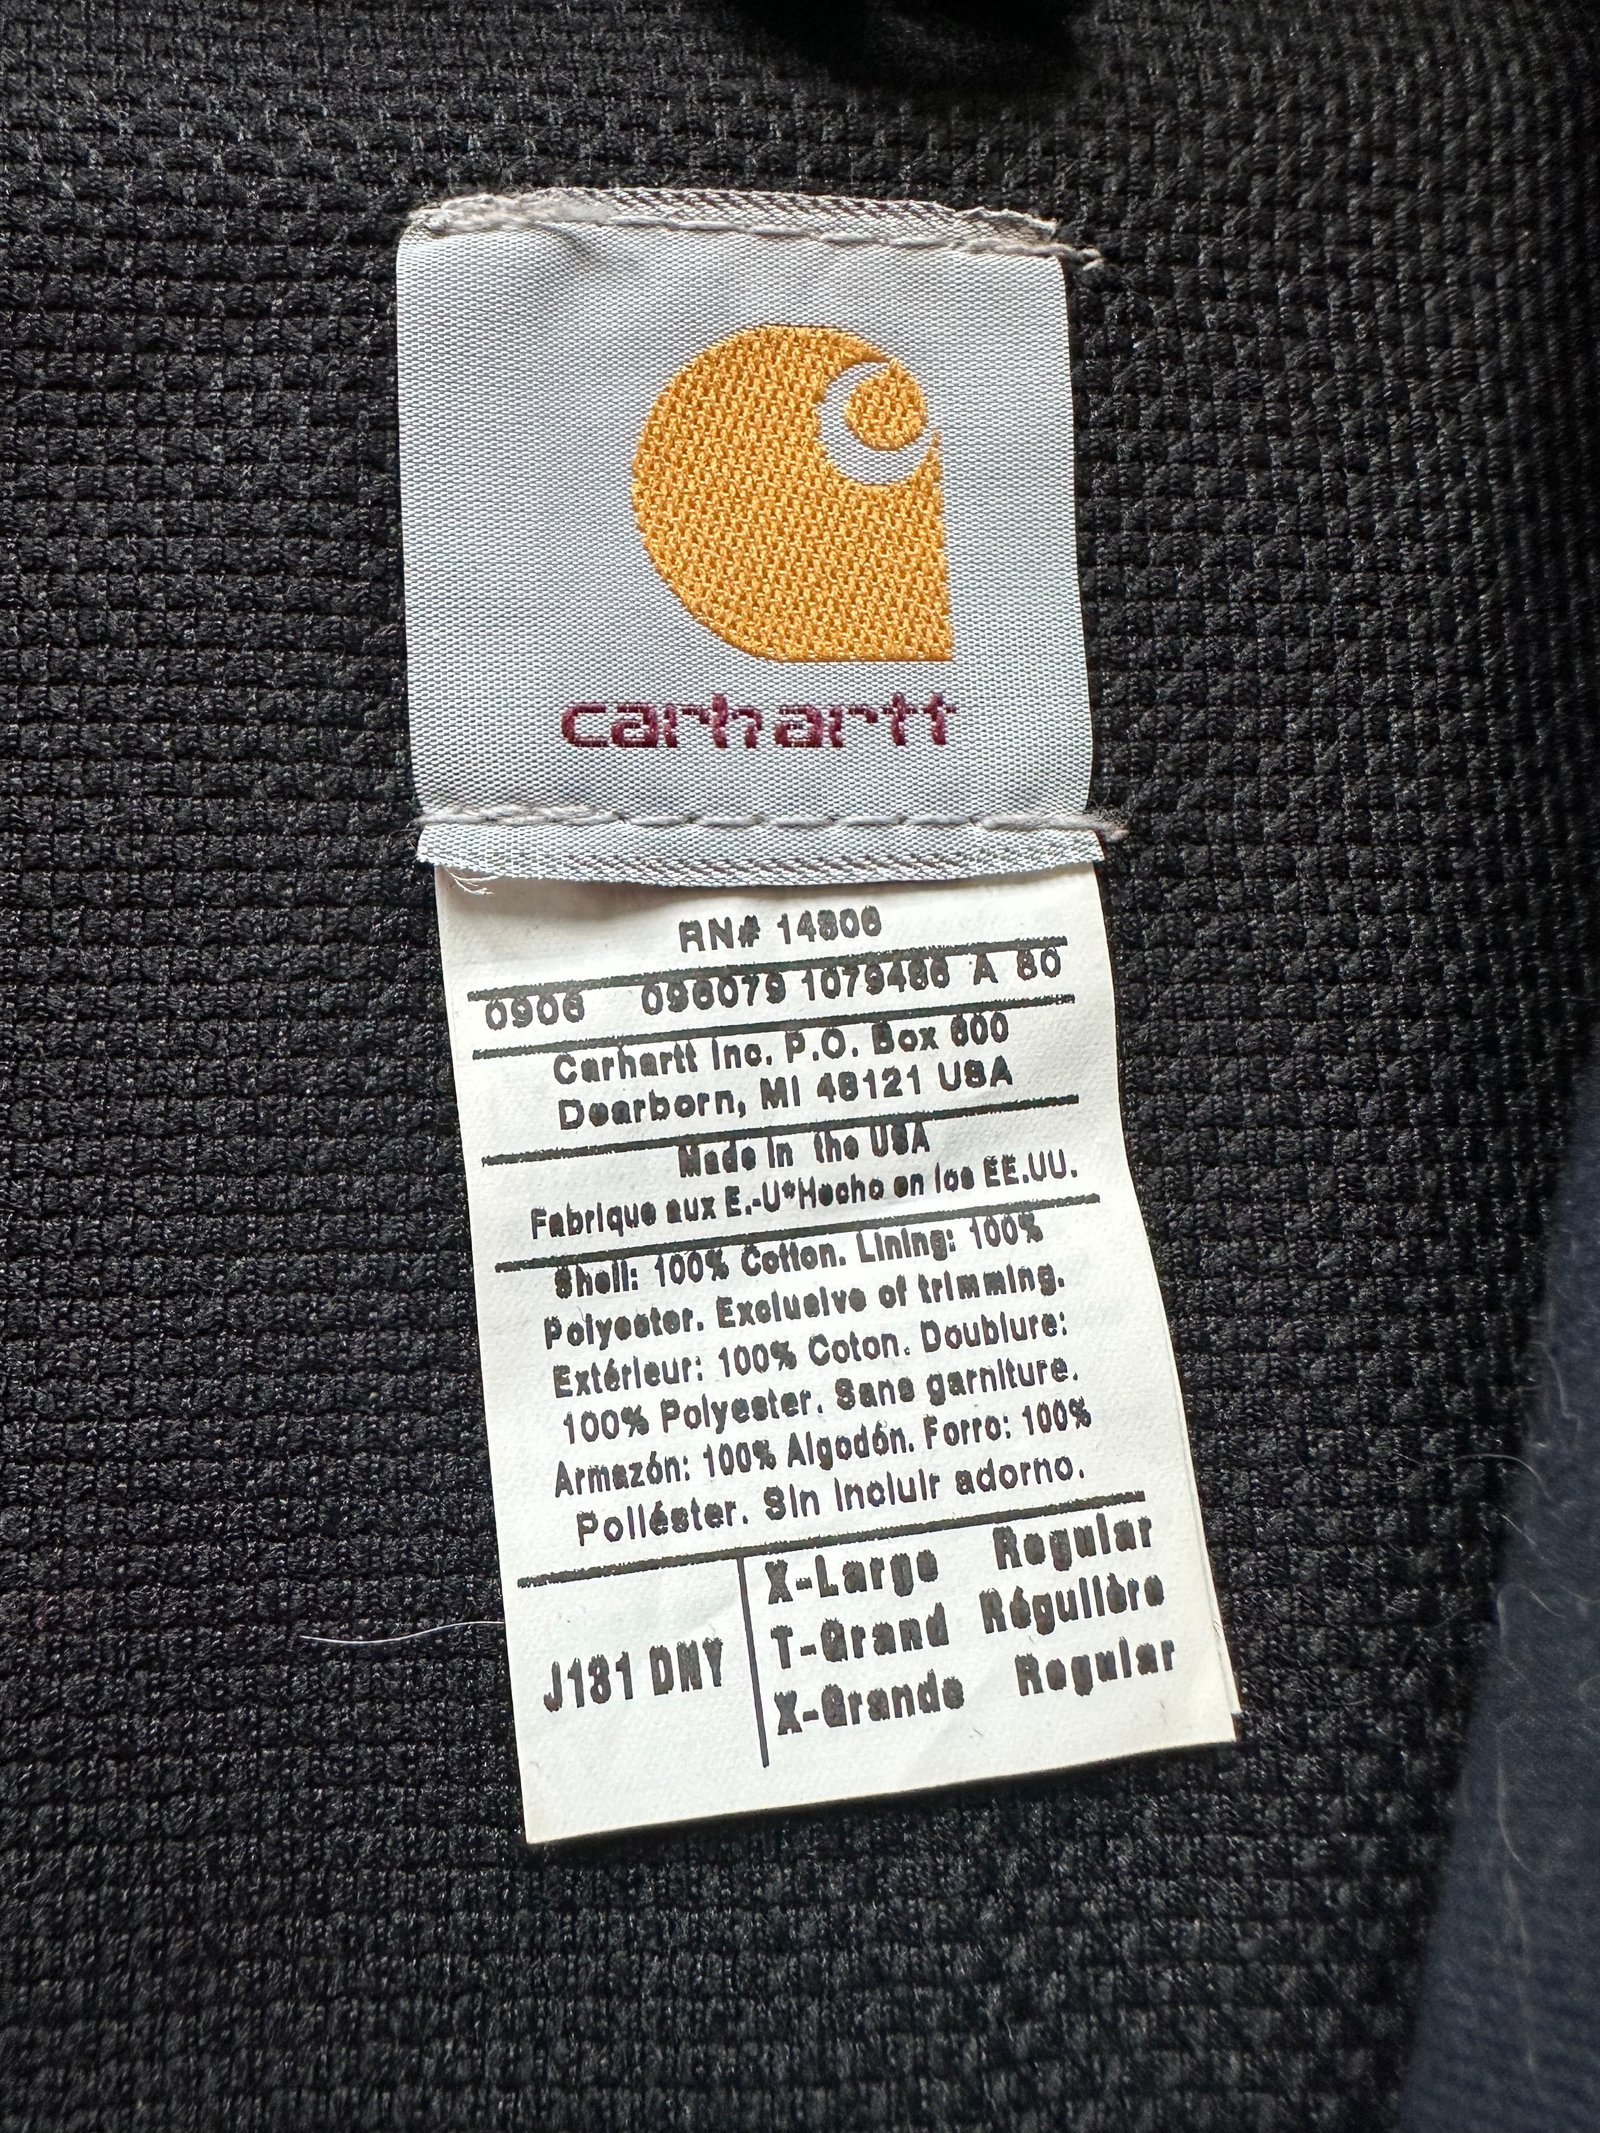 carhartt
RN# 14806
0906 096079 1079486 A 80
Carhartt Inc. P.O. Box 600
Dearborn, MI 48121 USA
Made in the USA
Fabrique aux E.-U*Hecho en los EE.UU.
Shell: 100% Cotton. Lining: 100%
Polyester. Exclusive of trimming.
Extérieur: 100% Coton. Doublure:
100% Polyester. Sans garniture.
Armazón: 100% Algodón. Forro: 100%
Poliéster. Sin incluir adorno.
J131 DNY
X-Large Regular
T-Grand Régulière
X-Grande Regular